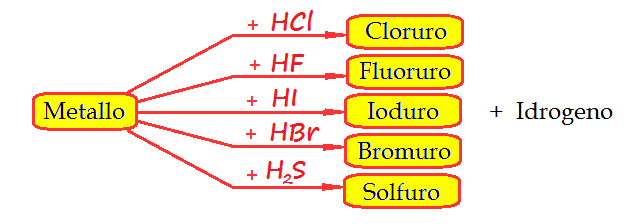 + HCl Cloruro
+ HF Fluoruro
Metallo + HI Ioduro + Idrogeno
+ HBr Bromuro
+ H₂S Solfuro